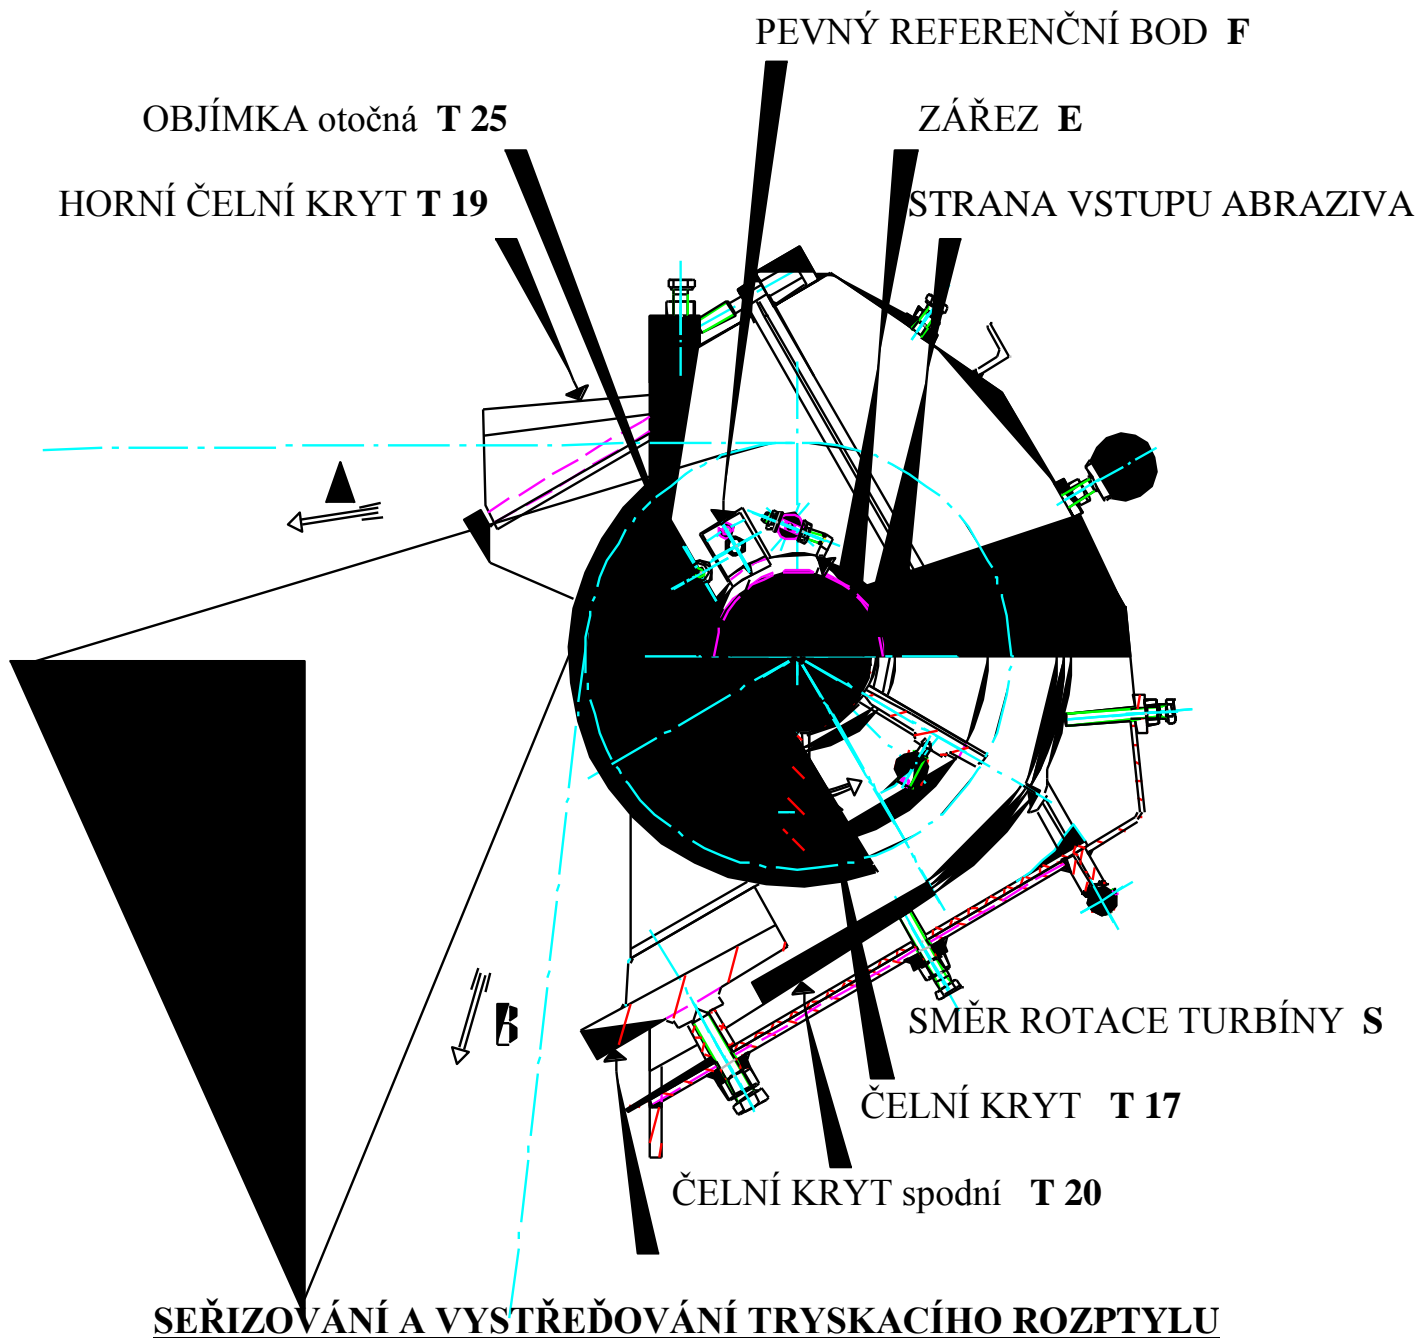 PEVNÝ REFERENČNÍ BOD F
OBJÍMKA otočná T 25
ZÁŘEZ E
HORNÍ ČELNÍ KRYT T 19
STRANA VSTUPU ABRAZIVA
A
B
SMĚR ROTACE TURBÍNY S
ČELNÍ KRYT T 17
ČELNÍ KRYT spodní T 20
SEŘIZOVÁNÍ A VYSTŘEĎOVÁNÍ TRYSKACÍHO ROZPTYLU